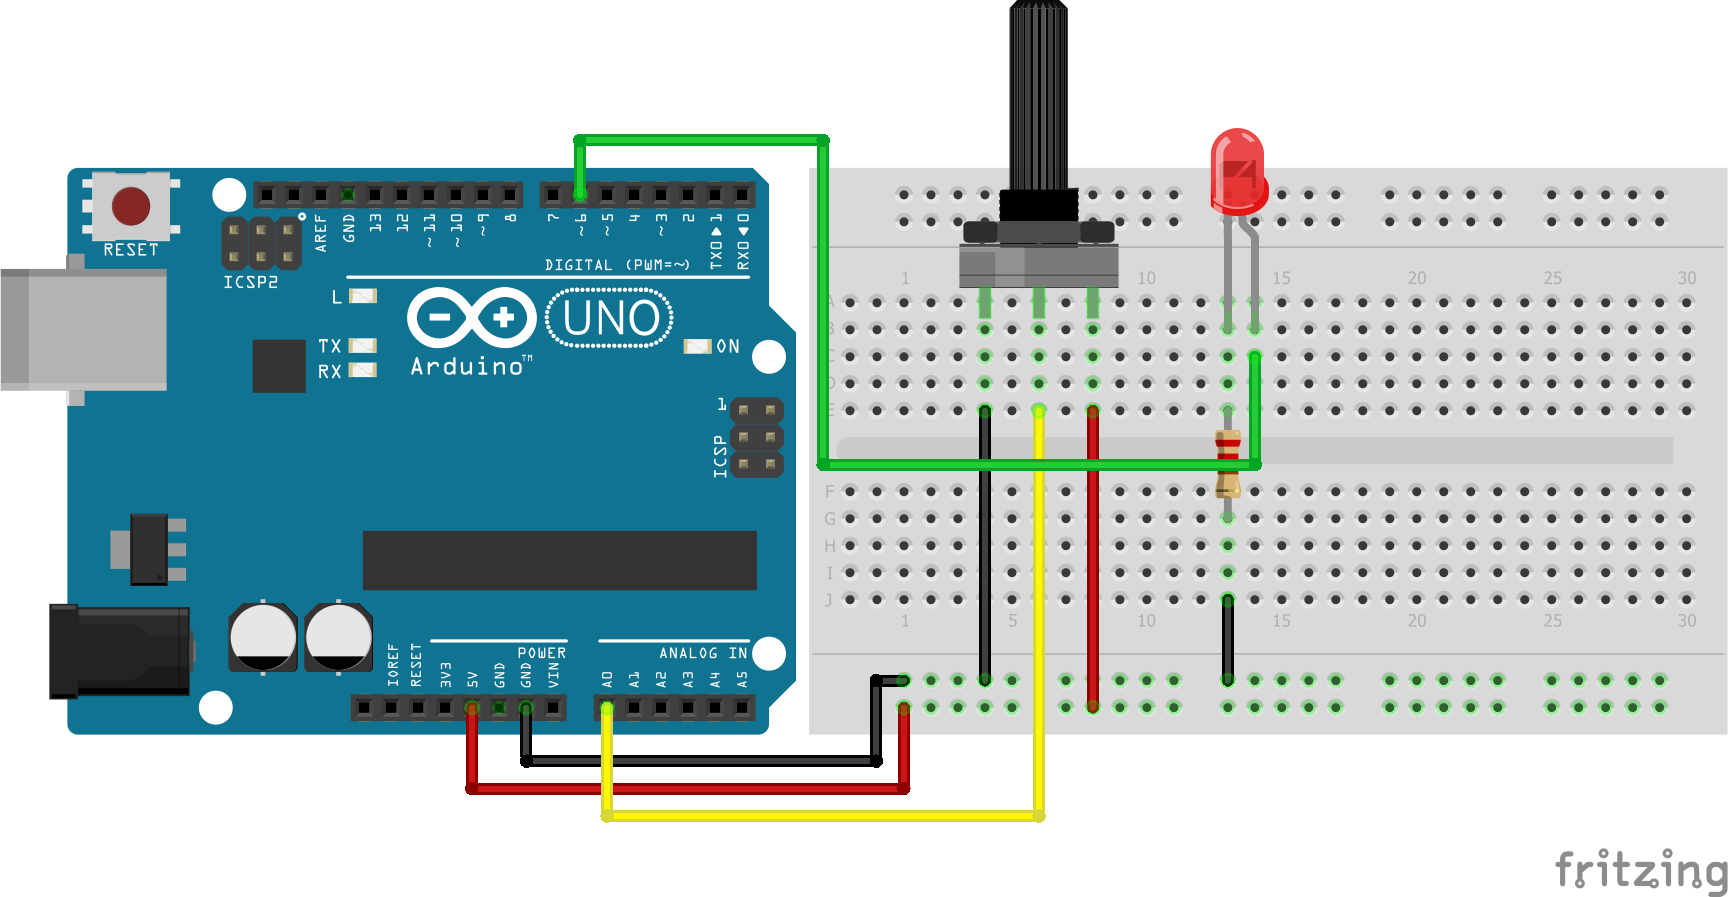 RESET
ICSP2
AREF
GND
13
12
~11
~10
~9
8
7
~6
~5
4
~3
2
TX0 ▶ 1
RX0 ◀ 0
DIGITAL (PWM=~)
L
TX
RX
UNO
Arduino™
ON
1
ICSP
IOREF
RESET
3V3
5V
GND
GND
VIN
POWER
A0
A1
A2
A3
A4
A5
ANALOG IN
1 10 15 20 25 30
A
B
C
D
E
F
G
H
I
J
1 5 10 15 20 25 30
fritzing